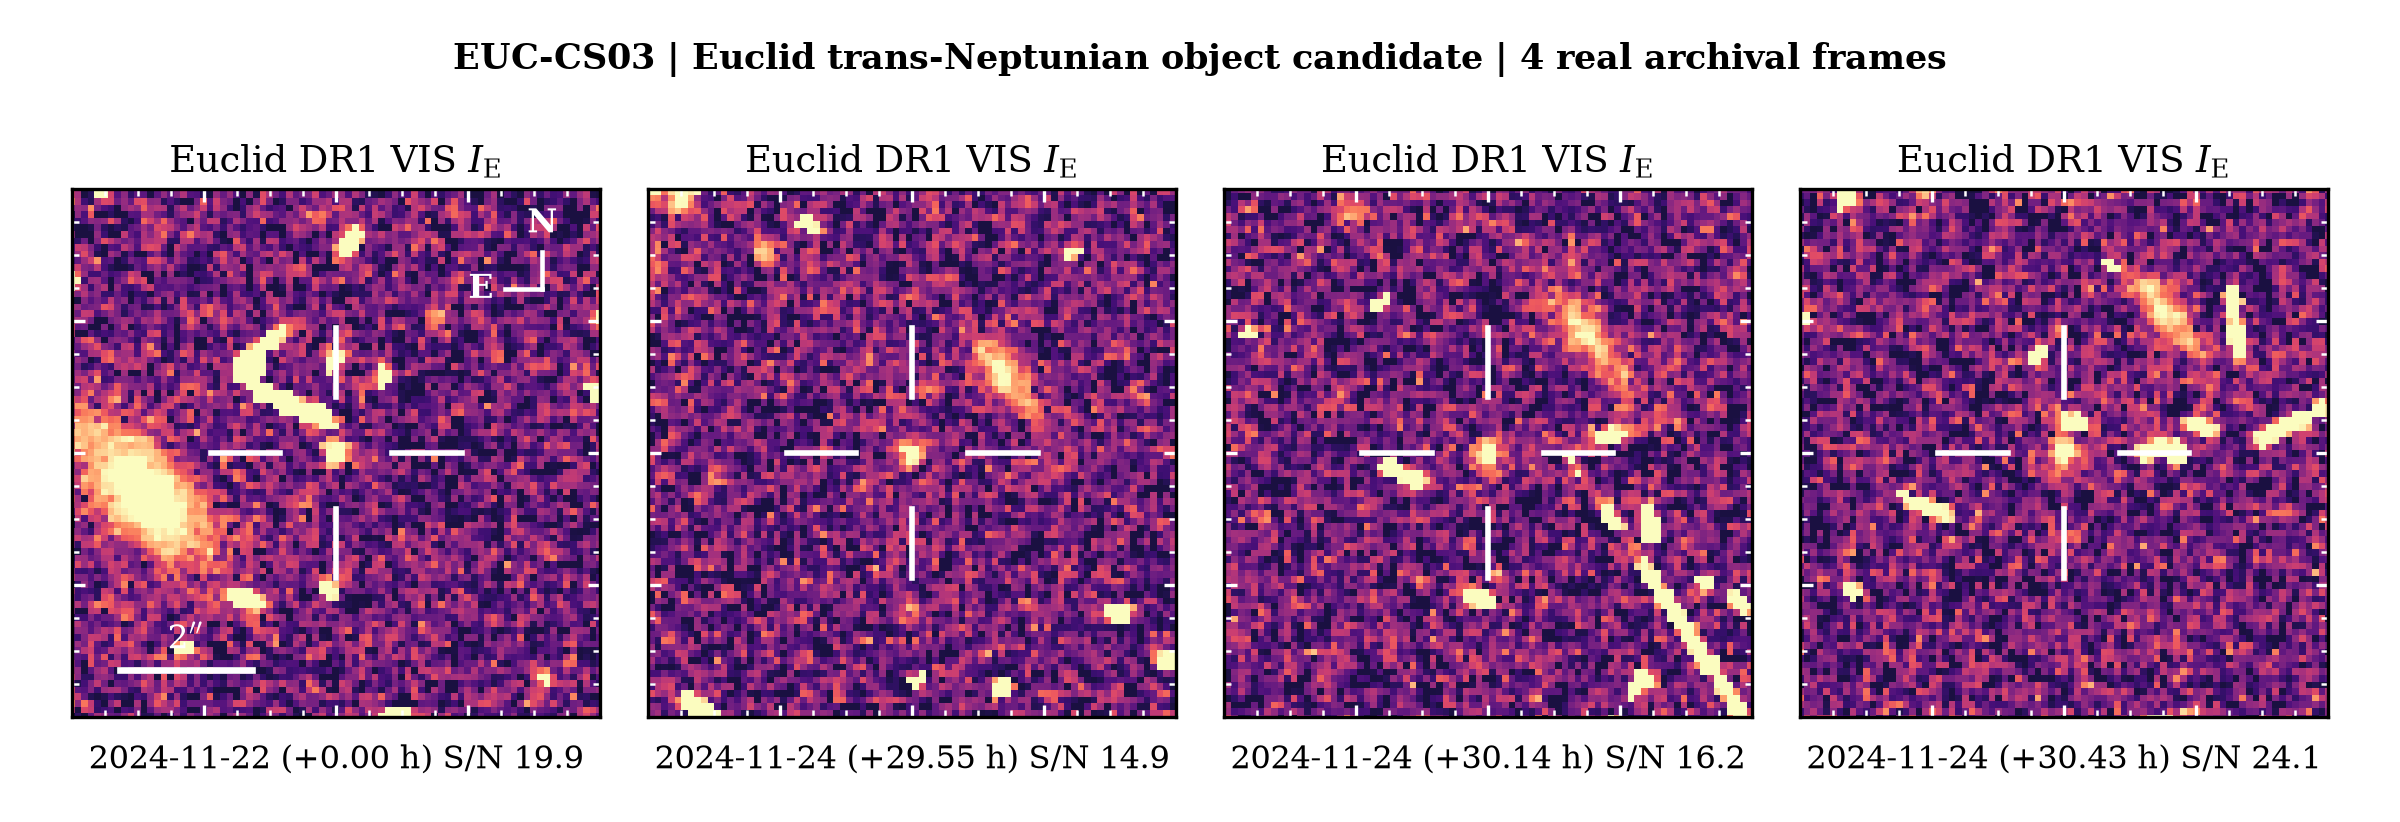 EUC-CS03 | Euclid trans-Neptunian object candidate | 4 real archival frames
Euclid DR1 VIS I_E
Euclid DR1 VIS I_E
Euclid DR1 VIS I_E
Euclid DR1 VIS I_E
N
E
2″
2024-11-22 (+0.00 h) S/N 19.9
2024-11-24 (+29.55 h) S/N 14.9
2024-11-24 (+30.14 h) S/N 16.2
2024-11-24 (+30.43 h) S/N 24.1